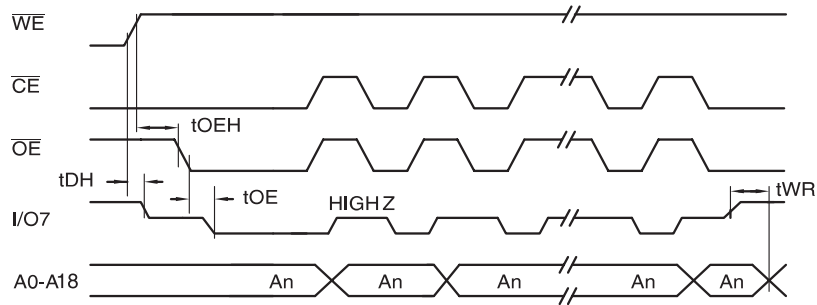 WE
CE
tOEH
OE
tDH
tOE
tWR
HIGH Z
I/O7
A0-A18 An An An An An